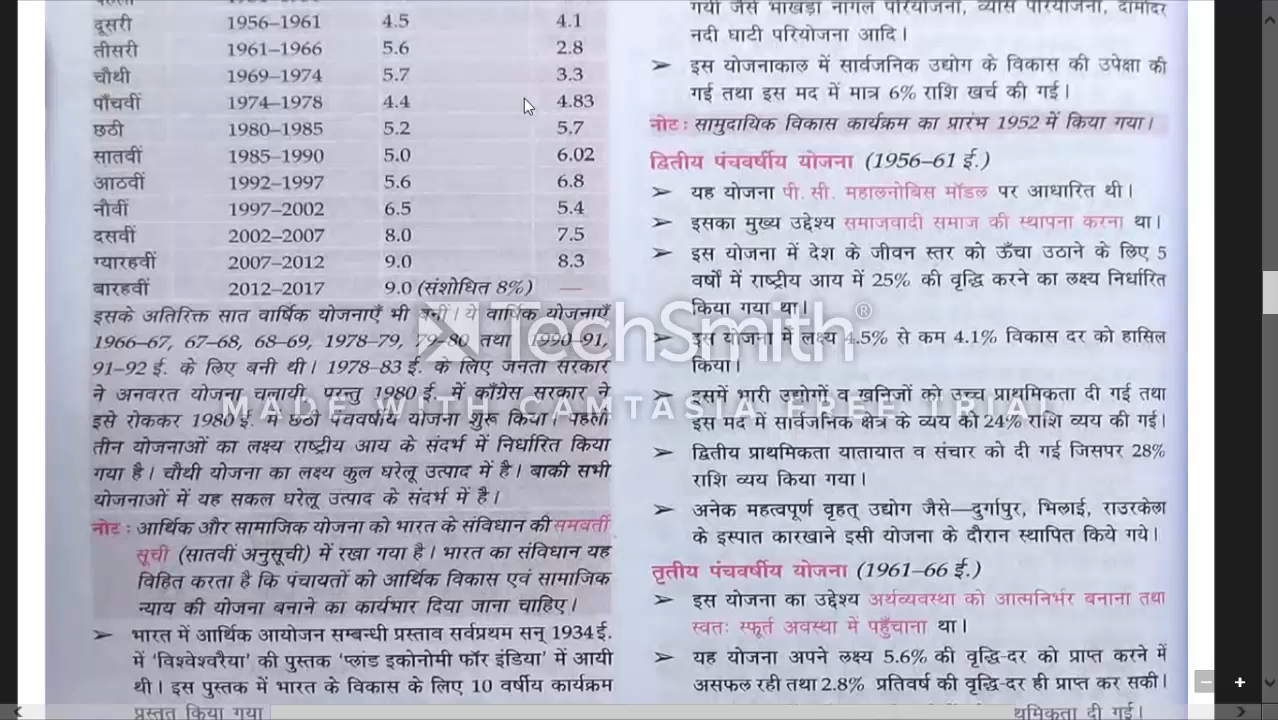 दूसरी 1956–1961 4.5 4.1
तीसरी 1961–1966 5.6 2.8
चौथी 1969–1974 5.7 3.3
पाँचवीं 1974–1978 4.4 4.83
छठी 1980–1985 5.2 5.7
सातवीं 1985–1990 5.0 6.02
आठवीं 1992–1997 5.6 6.8
नौवीं 1997–2002 6.5 5.4
दसवीं 2002–2007 8.0 7.5
ग्यारहवीं 2007–2012 9.0 8.3
बारहवीं 2012–2017 9.0 (संशोधित 8%) —
इसके अतिरिक्त सात वार्षिक योजनाएँ भी बनीं। ये वार्षिक योजनाएँ
1966–67, 67–68, 68–69, 1978–79, 79–80 तथा 1990–91,
91–92 ई. के लिए बनी थी। 1978–83 ई. के लिए जनता सरकार
ने अनवरत योजना चलायी, परन्तु 1980 ई. में काँग्रेस सरकार ने
इसे रोककर 1980 ई. में छठी पंचवर्षीय योजना शुरू किया। पहली
तीन योजनाओं का लक्ष्य राष्ट्रीय आय के संदर्भ में निर्धारित किया
गया है। चौथी योजना का लक्ष्य कुल घरेलू उत्पाद में है। बाकी सभी
योजनाओं में यह सकल घरेलू उत्पाद के संदर्भ में है।
नोट : आर्थिक और सामाजिक योजना को भारत के संविधान की समवर्ती
सूची (सातवीं अनुसूची) में रखा गया है। भारत का संविधान यह
विहित करता है कि पंचायतों को आर्थिक विकास एवं सामाजिक
न्याय की योजना बनाने का कार्यभार दिया जाना चाहिए।
➤ भारत में आर्थिक आयोजन सम्बन्धी प्रस्ताव सर्वप्रथम सन् 1934 ई.
में 'विश्वेश्वरैया' की पुस्तक 'प्लांड इकोनोमी फॉर इंडिया' में आयी
थी। इस पुस्तक में भारत के विकास के लिए 10 वर्षीय कार्यक्रम
प्रस्तुत किया गया
गयी जैसे भाखड़ा नांगल परियोजना, व्यास परियोजना, दामोदर
नदी घाटी परियोजना आदि।
➤ इस योजनाकाल में सार्वजनिक उद्योग के विकास की उपेक्षा की
गई तथा इस मद में मात्र 6% राशि खर्च की गई।
नोट : सामुदायिक विकास कार्यक्रम का प्रारंभ 1952 में किया गया।
द्वितीय पंचवर्षीय योजना (1956–61 ई.)
➤ यह योजना पी. सी. महालनोबिस मॉडल पर आधारित थी।
➤ इसका मुख्य उद्देश्य समाजवादी समाज की स्थापना करना था।
➤ इस योजना में देश के जीवन स्तर को ऊँचा उठाने के लिए 5
वर्षों में राष्ट्रीय आय में 25% की वृद्धि करने का लक्ष्य निर्धारित
किया गया था।
➤ इस योजना में लक्ष्य 4.5% से कम 4.1% विकास दर को हासिल
किया।
➤ इसमें भारी उद्योगों व खनिजों को उच्च प्राथमिकता दी गई तथा
इस मद में सार्वजनिक क्षेत्र के व्यय की 24% राशि व्यय की गई।
➤ द्वितीय प्राथमिकता यातायात व संचार को दी गई जिसपर 28%
राशि व्यय किया गया।
➤ अनेक महत्वपूर्ण वृहत् उद्योग जैसे—दुर्गापुर, भिलाई, राउरकेला
के इस्पात कारखाने इसी योजना के दौरान स्थापित किये गये।
तृतीय पंचवर्षीय योजना (1961–66 ई.)
➤ इस योजना का उद्देश्य अर्थव्यवस्था को आत्मनिर्भर बनाना तथा
स्वतः स्फूर्त अवस्था में पहुँचाना था।
➤ यह योजना अपने लक्ष्य 5.6% की वृद्धि-दर को प्राप्त करने में
असफल रही तथा 2.8% प्रतिवर्ष की वृद्धि-दर ही प्राप्त कर सकी।
थमिकता दी गई।
TechSmith®
MADE WITH CAMTASIA FREE TRIAL